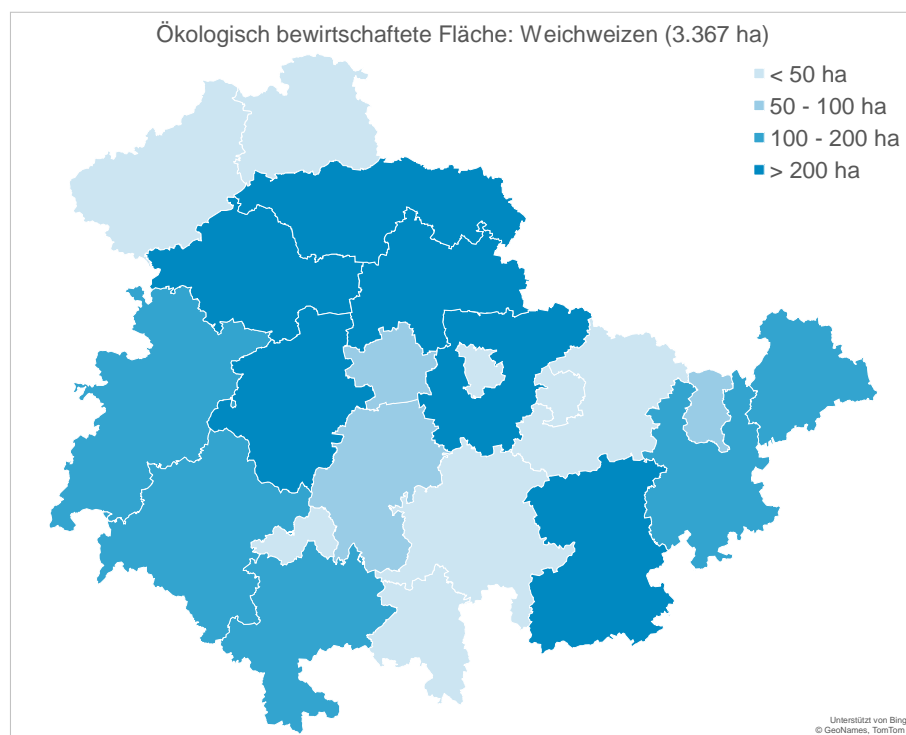 Ökologisch bewirtschaftete Fläche: Weichweizen (3.367 ha)
< 50 ha
50 - 100 ha
100 - 200 ha
> 200 ha
Unterstützt von Bing
© GeoNames, TomTom